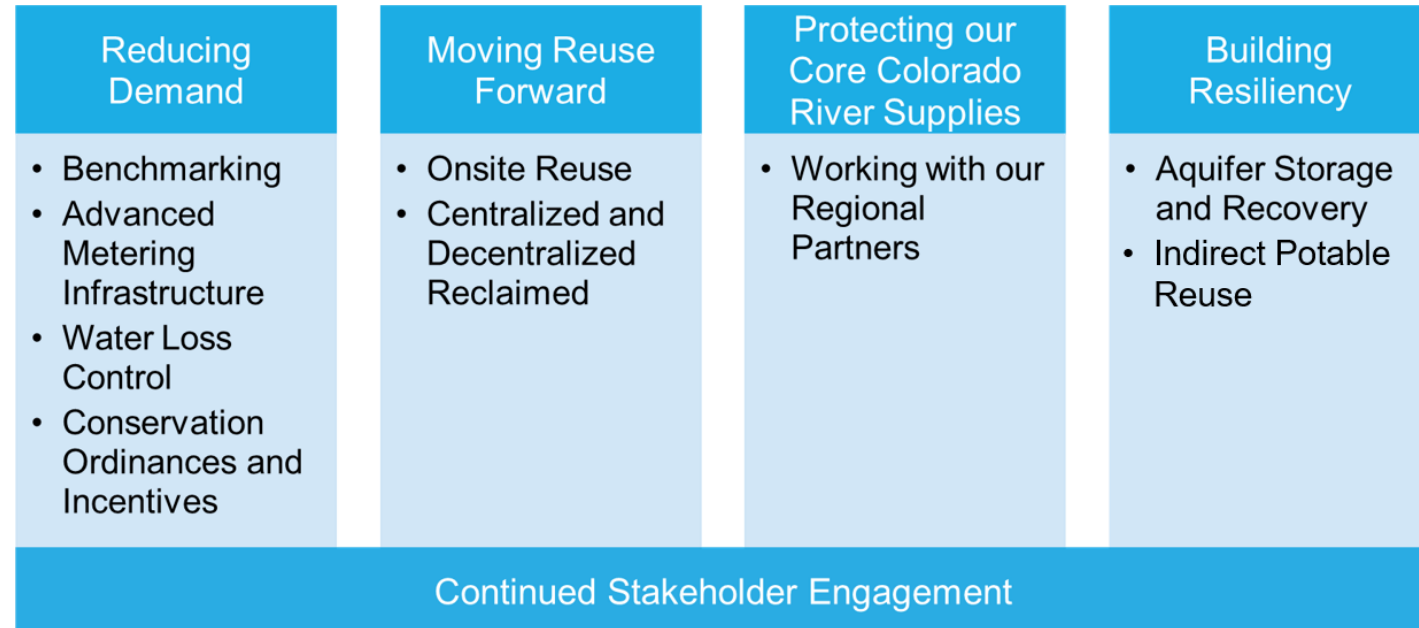 Reducing
Demand
• Benchmarking
• Advanced
Metering
Infrastructure
• Water Loss
Control
• Conservation
Ordinances and
Incentives
Moving Reuse
Forward
• Onsite Reuse
• Centralized and
Decentralized
Reclaimed
Protecting our
Core Colorado
River Supplies
• Working with our
Regional
Partners
Building
Resiliency
• Aquifer Storage
and Recovery
• Indirect Potable
Reuse
Continued Stakeholder Engagement